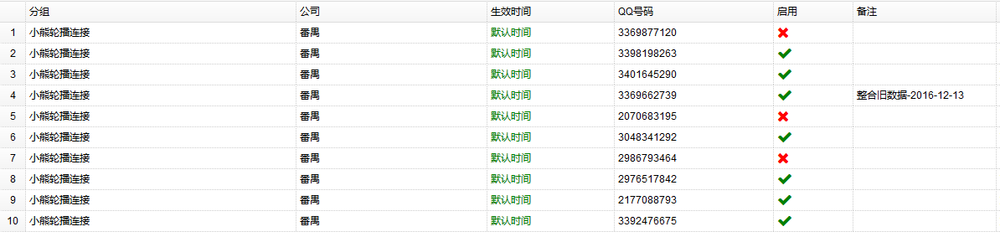 分组 公司 生效时间 QQ号码 启用 备注
1 小熊轮播连接 番禺 默认时间 3369877120
2 小熊轮播连接 番禺 默认时间 3398198263
3 小熊轮播连接 番禺 默认时间 3401645290
4 小熊轮播连接 番禺 默认时间 3369662739 整合旧数据-2016-12-13
5 小熊轮播连接 番禺 默认时间 2070683195
6 小熊轮播连接 番禺 默认时间 3048341292
7 小熊轮播连接 番禺 默认时间 2986793464
8 小熊轮播连接 番禺 默认时间 2976517842
9 小熊轮播连接 番禺 默认时间 2177088793
10 小熊轮播连接 番禺 默认时间 3392476675